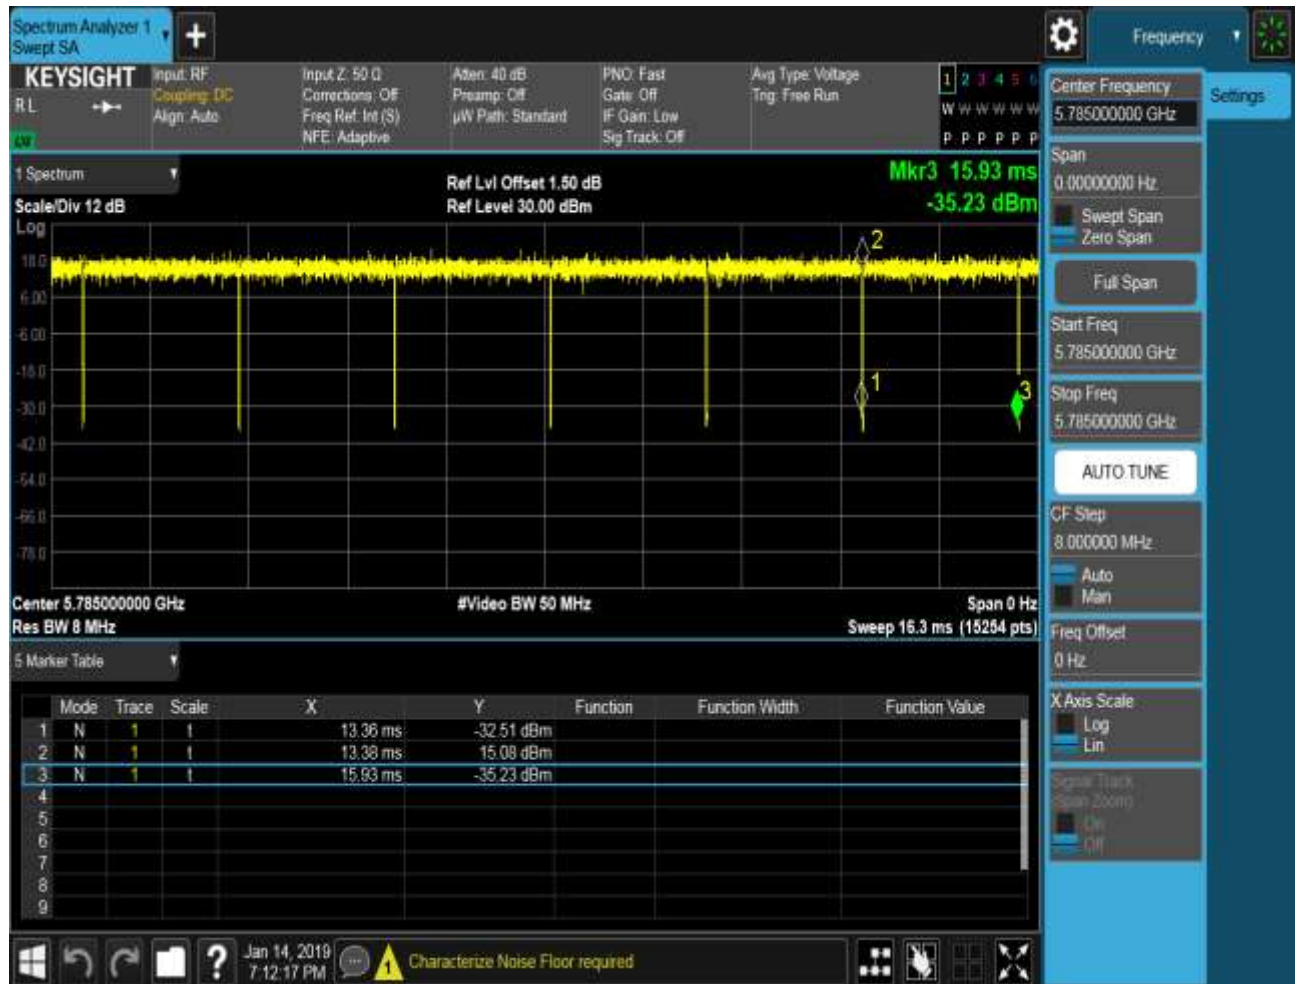 Spectrum Analyzer 1
Swept SA
Frequency
KEYSIGHT
RL
Input: RF
Coupling: DC
Align: Auto
Input Z: 50 Ω
Corrections: Off
Freq Ref: Int (S)
NFE: Adaptive
Atten: 40 dB
Preamp: Off
µW Path: Standard
PNO: Fast
Gate: Off
IF Gain: Low
Sig Track: Off
Avg Type: Voltage
Trig: Free Run
1 2 3 4 5 6
W W W W W W
P P P P P P
Settings
Center Frequency
5.785000000 GHz
Span
0.00000000 Hz
Swept Span
Zero Span
Full Span
Start Freq
5.785000000 GHz
Stop Freq
5.785000000 GHz
AUTO TUNE
CF Step
8.000000 MHz
Auto
Man
Freq Offset
0 Hz
X Axis Scale
Log
Lin
Signal Track
(Span Zoom)
On
Off
1 Spectrum
Scale/Div 12 dB
Ref Lvl Offset 1.50 dB
Ref Level 30.00 dBm
Mkr3 15.93 ms
-35.23 dBm
Log
18.0
6.00
-6.00
-18.0
-30.0
-42.0
-54.0
-66.0
-78.0
2
1
3
Center 5.785000000 GHz
#Video BW 50 MHz
Span 0 Hz
Res BW 8 MHz
Sweep 16.3 ms (15254 pts)
5 Marker Table
Mode Trace Scale X Y Function Function Width Function Value
1 N 1 t 13.36 ms -32.51 dBm
2 N 1 t 13.38 ms 15.08 dBm
3 N 1 t 15.93 ms -35.23 dBm
4
5
6
7
8
9
?
Jan 14, 2019
7:12:17 PM
1
Characterize Noise Floor required